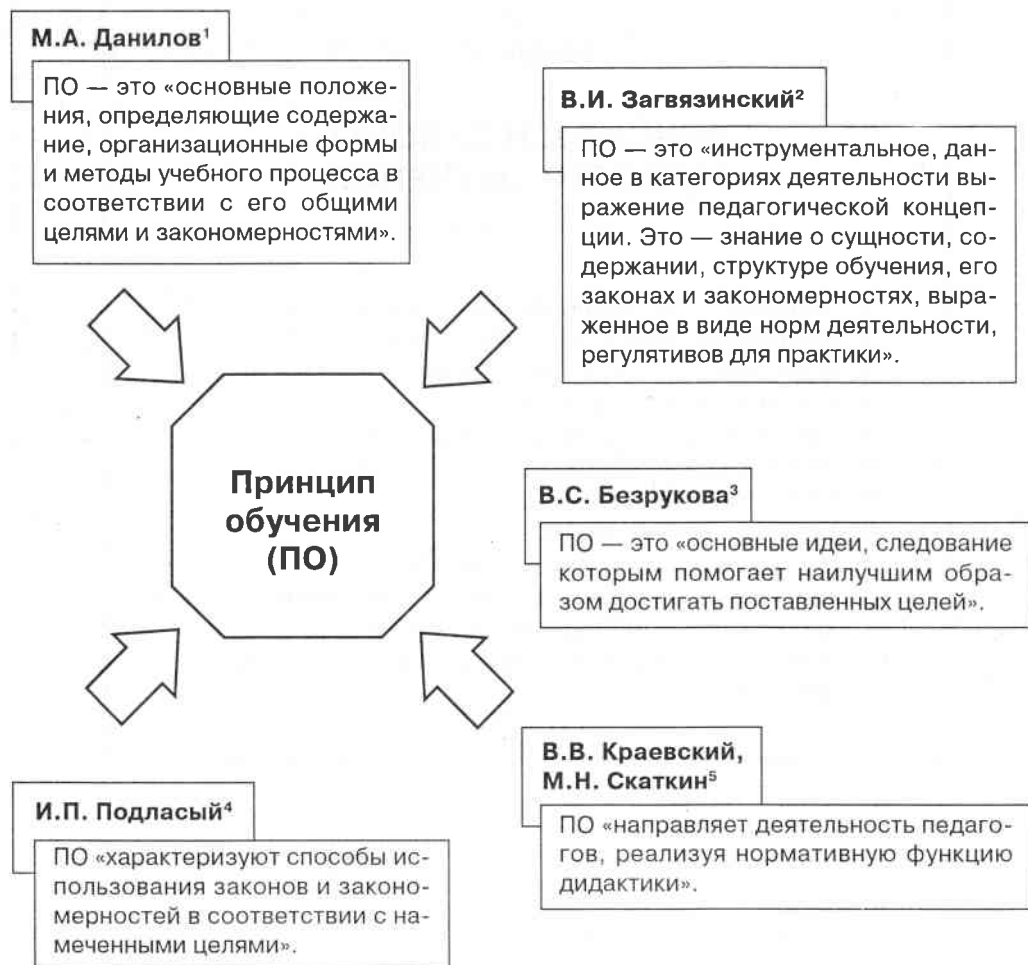 М.А. Данилов¹
ПО — это «основные положе-
ния, определяющие содержа-
ние, организационные формы
и методы учебного процесса в
соответствии с его общими
целями и закономерностями».
В.И. Загвязинский²
ПО — это «инструментальное, дан-
ное в категориях деятельности вы-
ражение педагогической концеп-
ции. Это — знание о сущности, со-
держании, структуре обучения, его
законах и закономерностях, выра-
женное в виде норм деятельности,
регулятивов для практики».
Принцип
обучения
(ПО)
В.С. Безрукова³
ПО — это «основные идеи, следование
которым помогает наилучшим обра-
зом достигать поставленных целей».
И.П. Подласый⁴
ПО «характеризуют способы ис-
пользования законов и законо-
мерностей в соответствии с на-
меченными целями».
В.В. Краевский,
М.Н. Скаткин⁵
ПО «направляет деятельность педаго-
гов, реализуя нормативную функцию
дидактики».